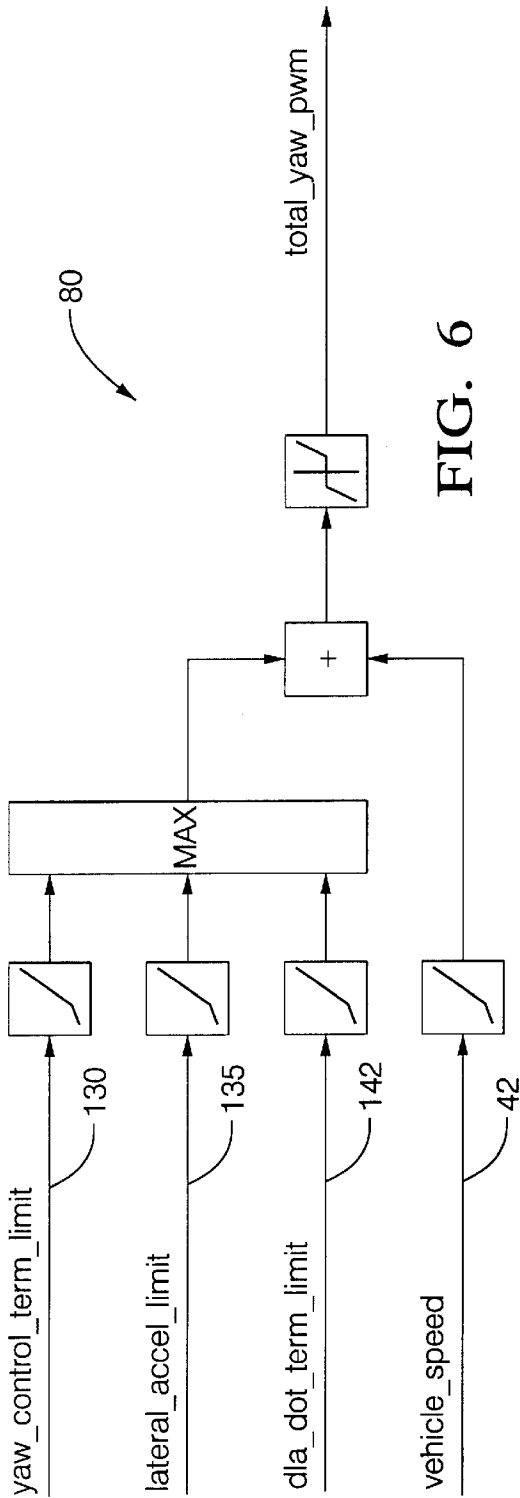 yaw_control_term_limit
130
lateral_accel_limit
135
dla_dot_term_limit
142
vehicle_speed
42
MAX
+
80
total_yaw_pwm
FIG. 6